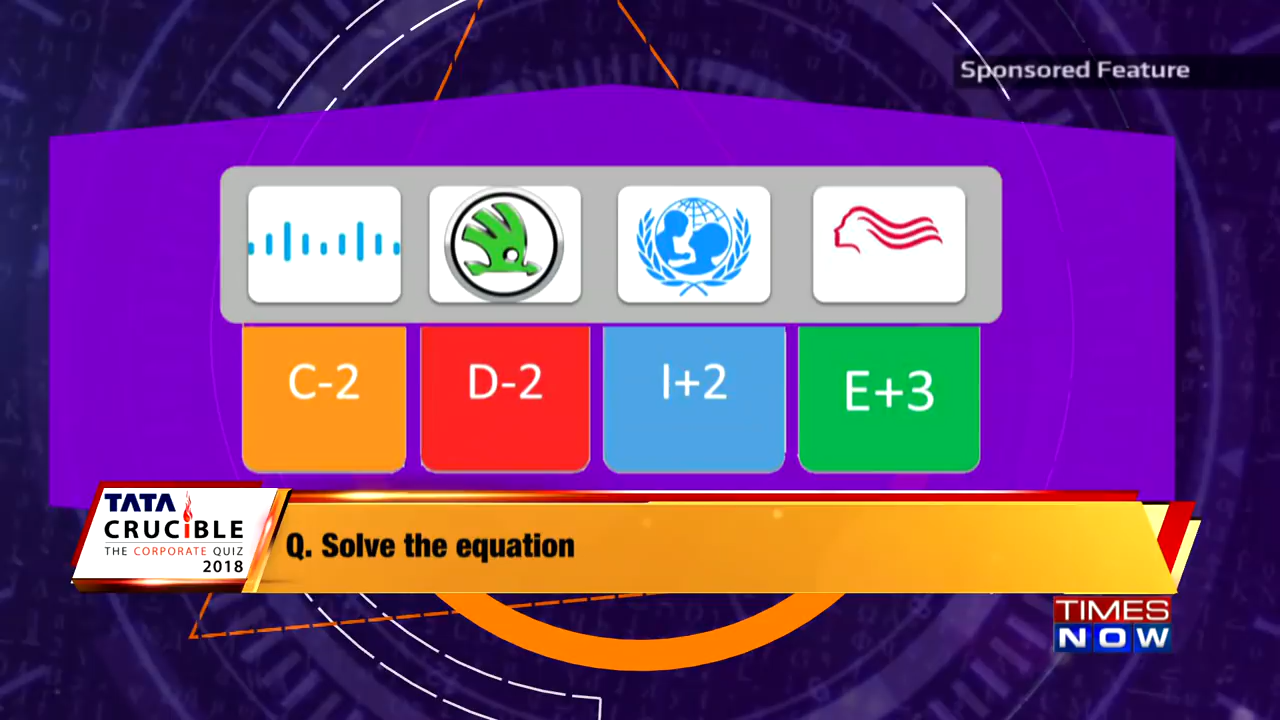 Sponsored Feature
C-2
D-2
I+2
E+3
TATA
CRUCiBLE
THE CORPORATE QUIZ
2018
Q. Solve the equation
TIMES
NOW